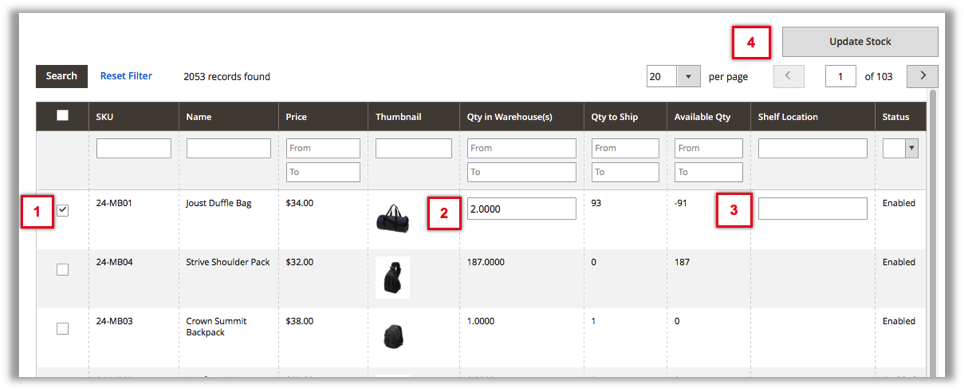 4 Update Stock
Search Reset Filter 2053 records found 20 per page 1 of 103
SKU Name Price Thumbnail Qty in Warehouse(s) Qty to Ship Available Qty Shelf Location Status
From From From From
To To To To
1 24-MB01 Joust Duffle Bag $34.00 2 2.0000 93 -91 3 Enabled
24-MB04 Strive Shoulder Pack $32.00 187.0000 0 187 Enabled
24-MB03 Crown Summit $38.00 1.0000 1 0 Enabled
Backpack